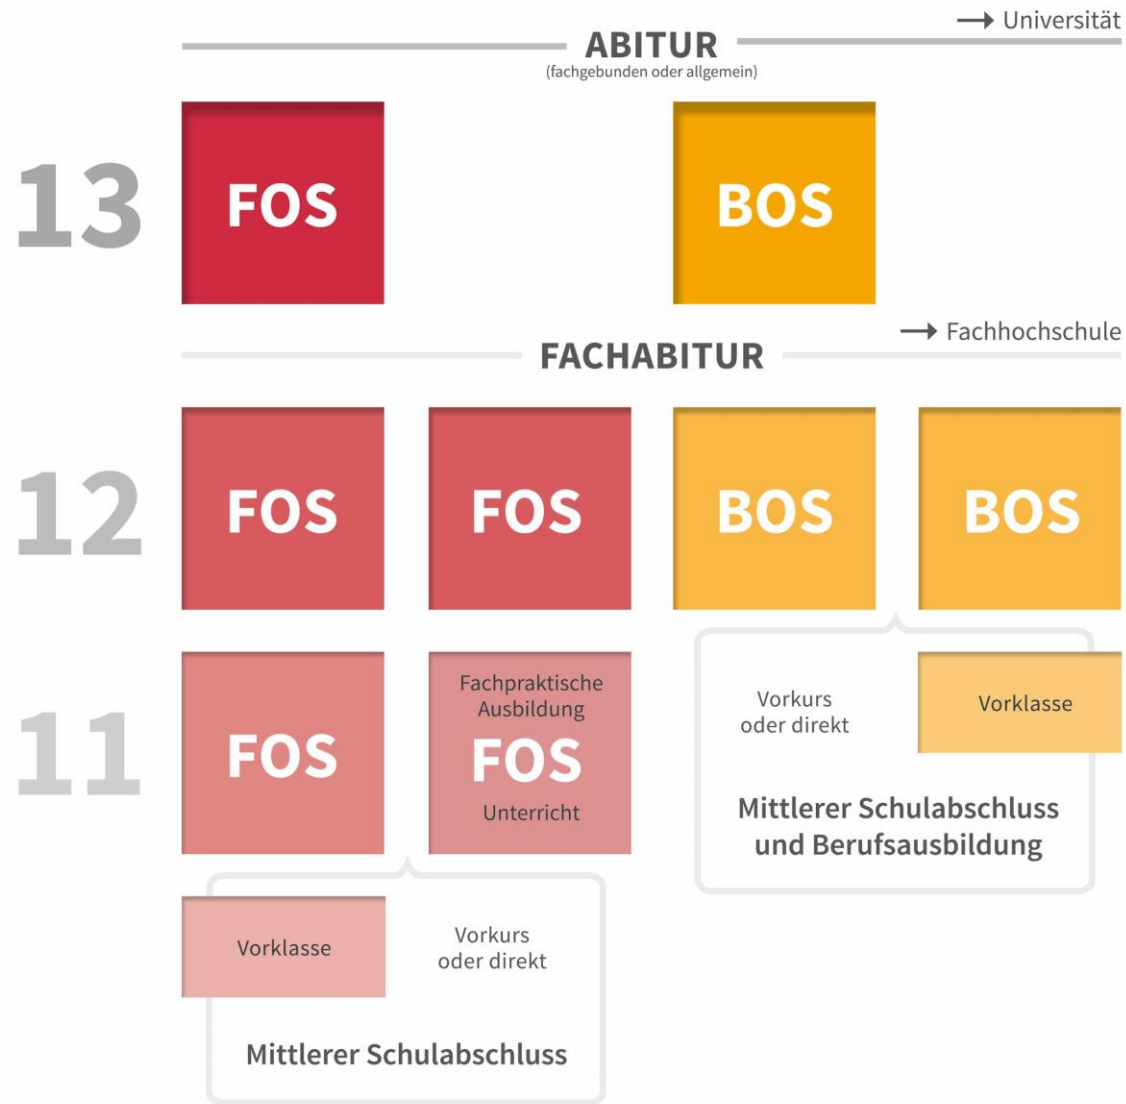 → Universität
ABITUR
(fachgebunden oder allgemein)
13
FOS
BOS
→ Fachhochschule
FACHABITUR
12
FOS
FOS
BOS
BOS
11
FOS
Fachpraktische
Ausbildung
FOS
Unterricht
Vorkurs
oder direkt
Vorklasse
Mittlerer Schulabschluss
und Berufsausbildung
Vorklasse
Vorkurs
oder direkt
Mittlerer Schulabschluss